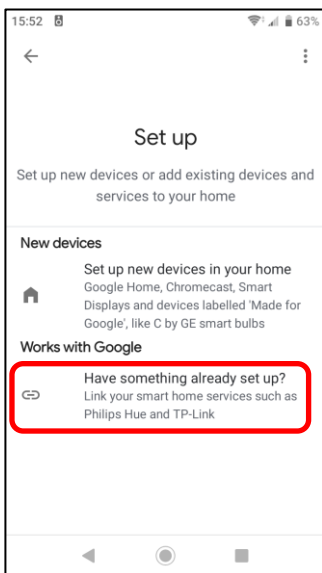 15:52 63%
Set up
Set up new devices or add existing devices and
services to your home
New devices
Set up new devices in your home
Google Home, Chromecast, Smart
Displays and devices labelled 'Made for
Google', like C by GE smart bulbs
Works with Google
Have something already set up?
Link your smart home services such as
Philips Hue and TP-Link